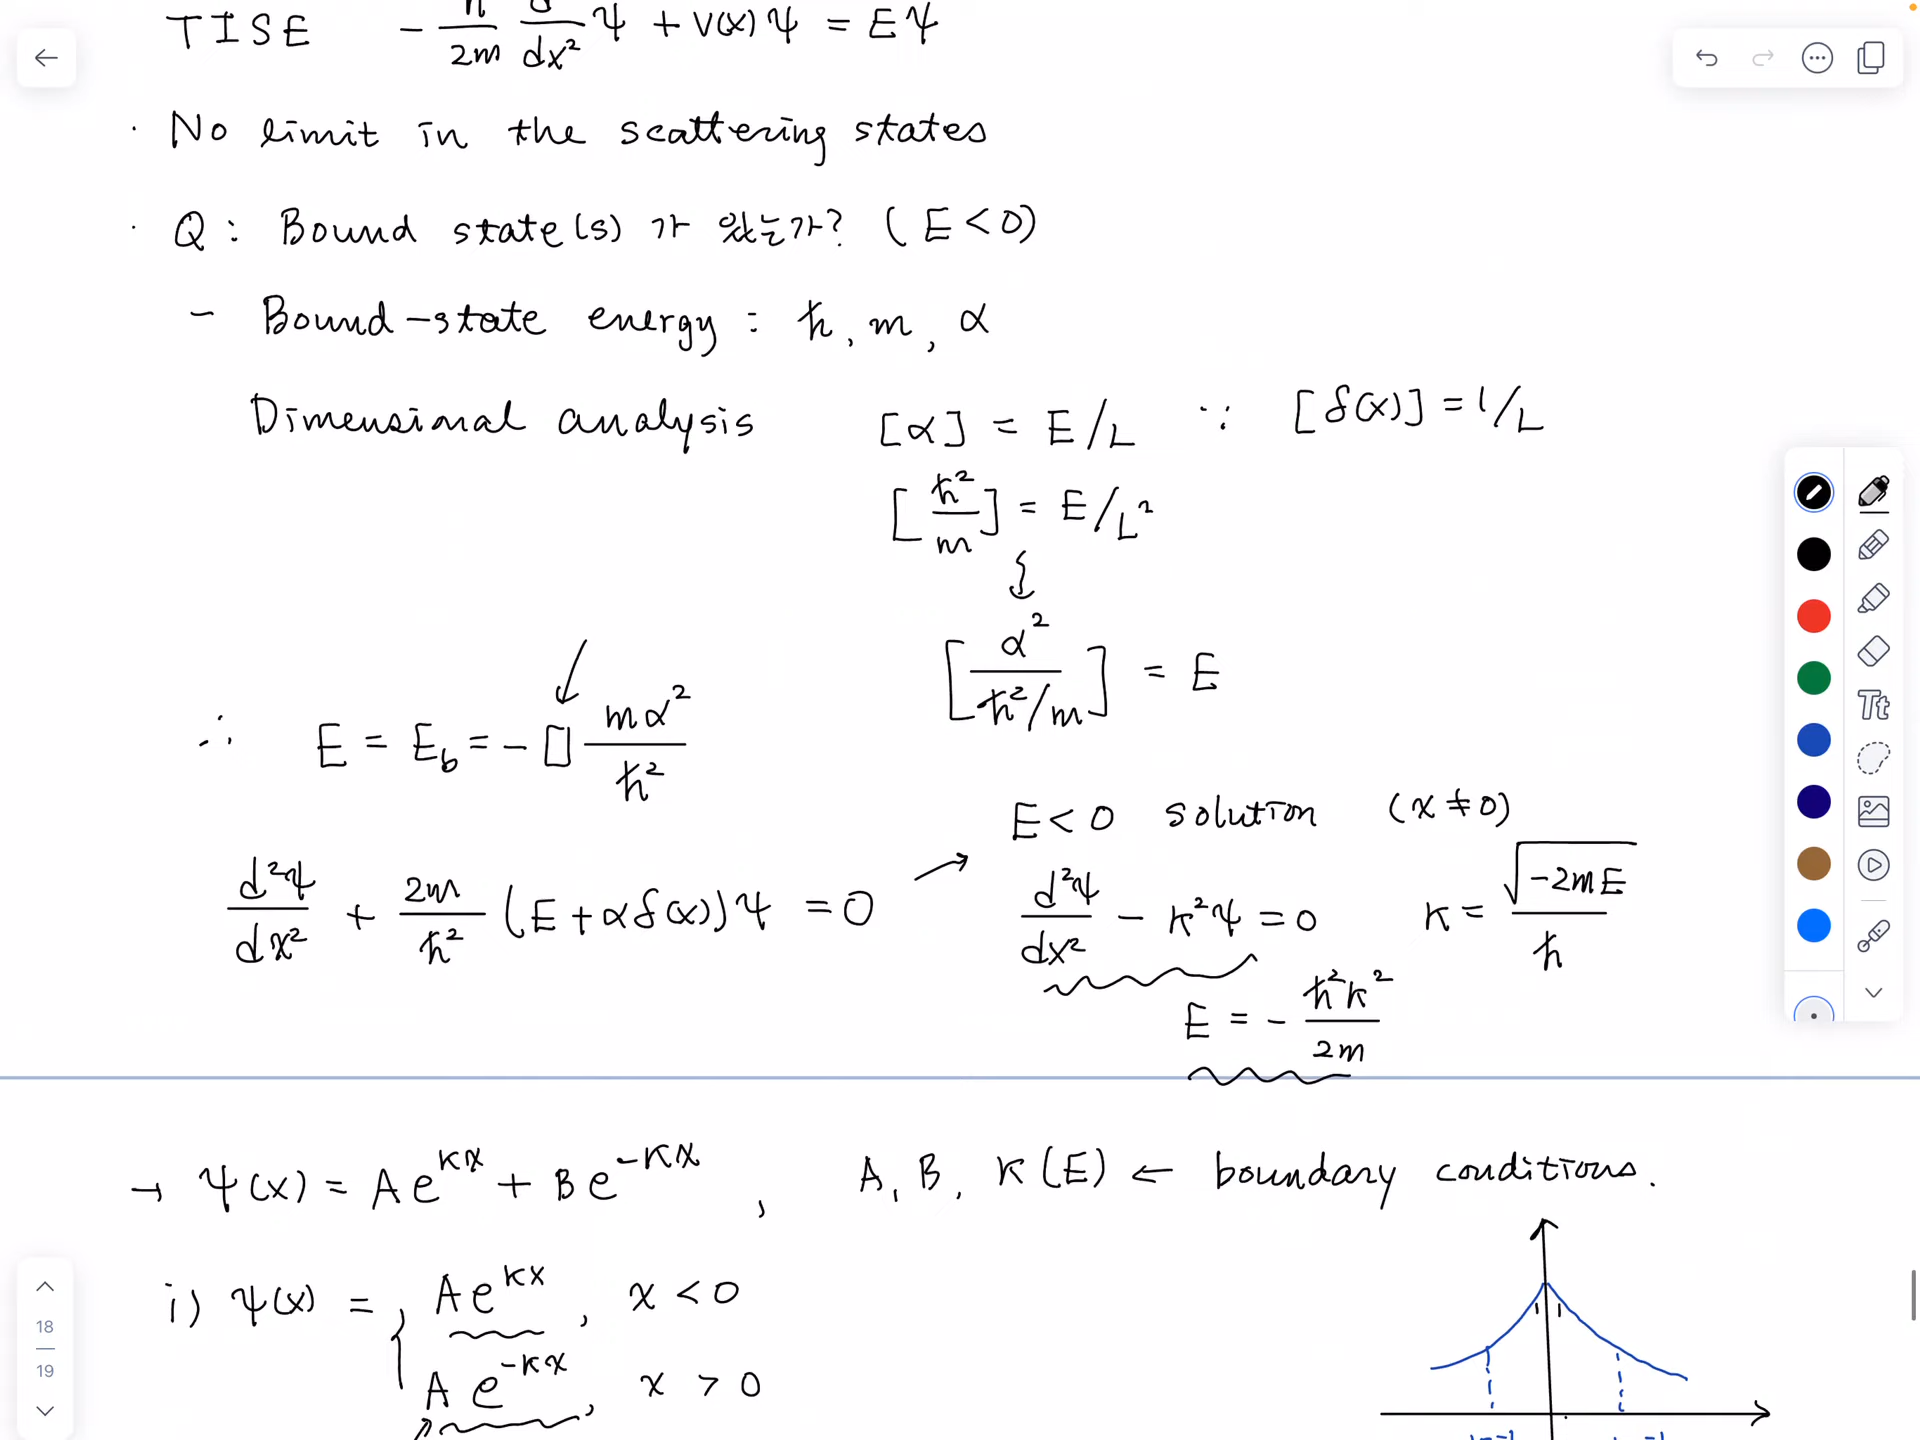 TISE - ħ/2m d/dx² ψ + V(x)ψ = Eψ
· No limit in the scattering states
· Q : Bound state(s) 가 있는가? (E<0)
- Bound-state energy : ħ, m, α
Dimensional analysis [α] = E/L ∵ [δ(x)] = 1/L
[ħ²/m] = E/L²
[α²/(ħ²/m)] = E
∴ E = E_b = - □ mα²/ħ²
E<0 solution (x≠0)
d²ψ/dx² + 2m/ħ² (E+αδ(x))ψ = 0 → d²ψ/dx² - κ²ψ = 0 κ = √(-2mE)/ħ
E = - ħ²κ²/2m
→ ψ(x) = Ae^{κx} + Be^{-κx} , A, B, κ(E) ← boundary conditions.
i) ψ(x) = { Ae^{κx}, x < 0
Ae^{-κx}, x > 0
Tt
18
19